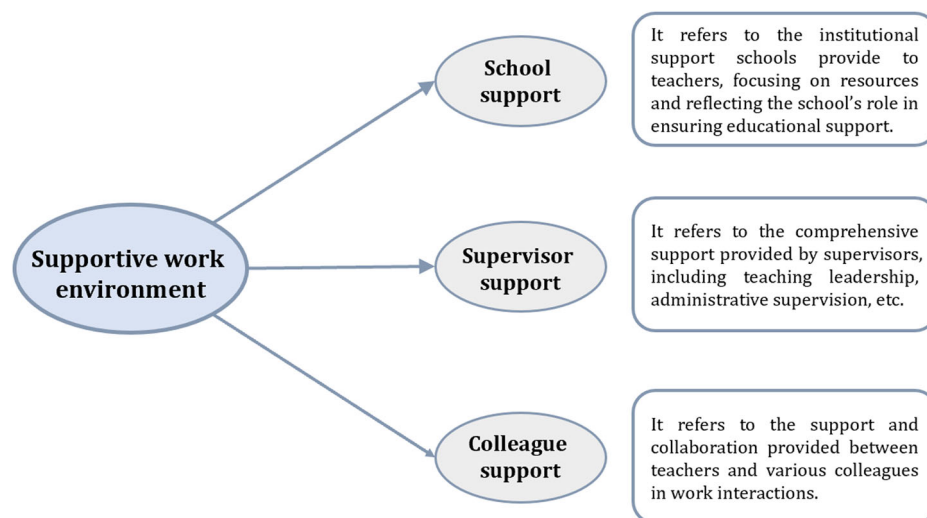 School
support
It refers to the institutional
support schools provide to
teachers, focusing on resources
and reflecting the school's role in
ensuring educational support.
Supportive work
environment
Supervisor
support
It refers to the comprehensive
support provided by supervisors,
including teaching leadership,
administrative supervision, etc.
Colleague
support
It refers to the support and
collaboration provided between
teachers and various colleagues
in work interactions.